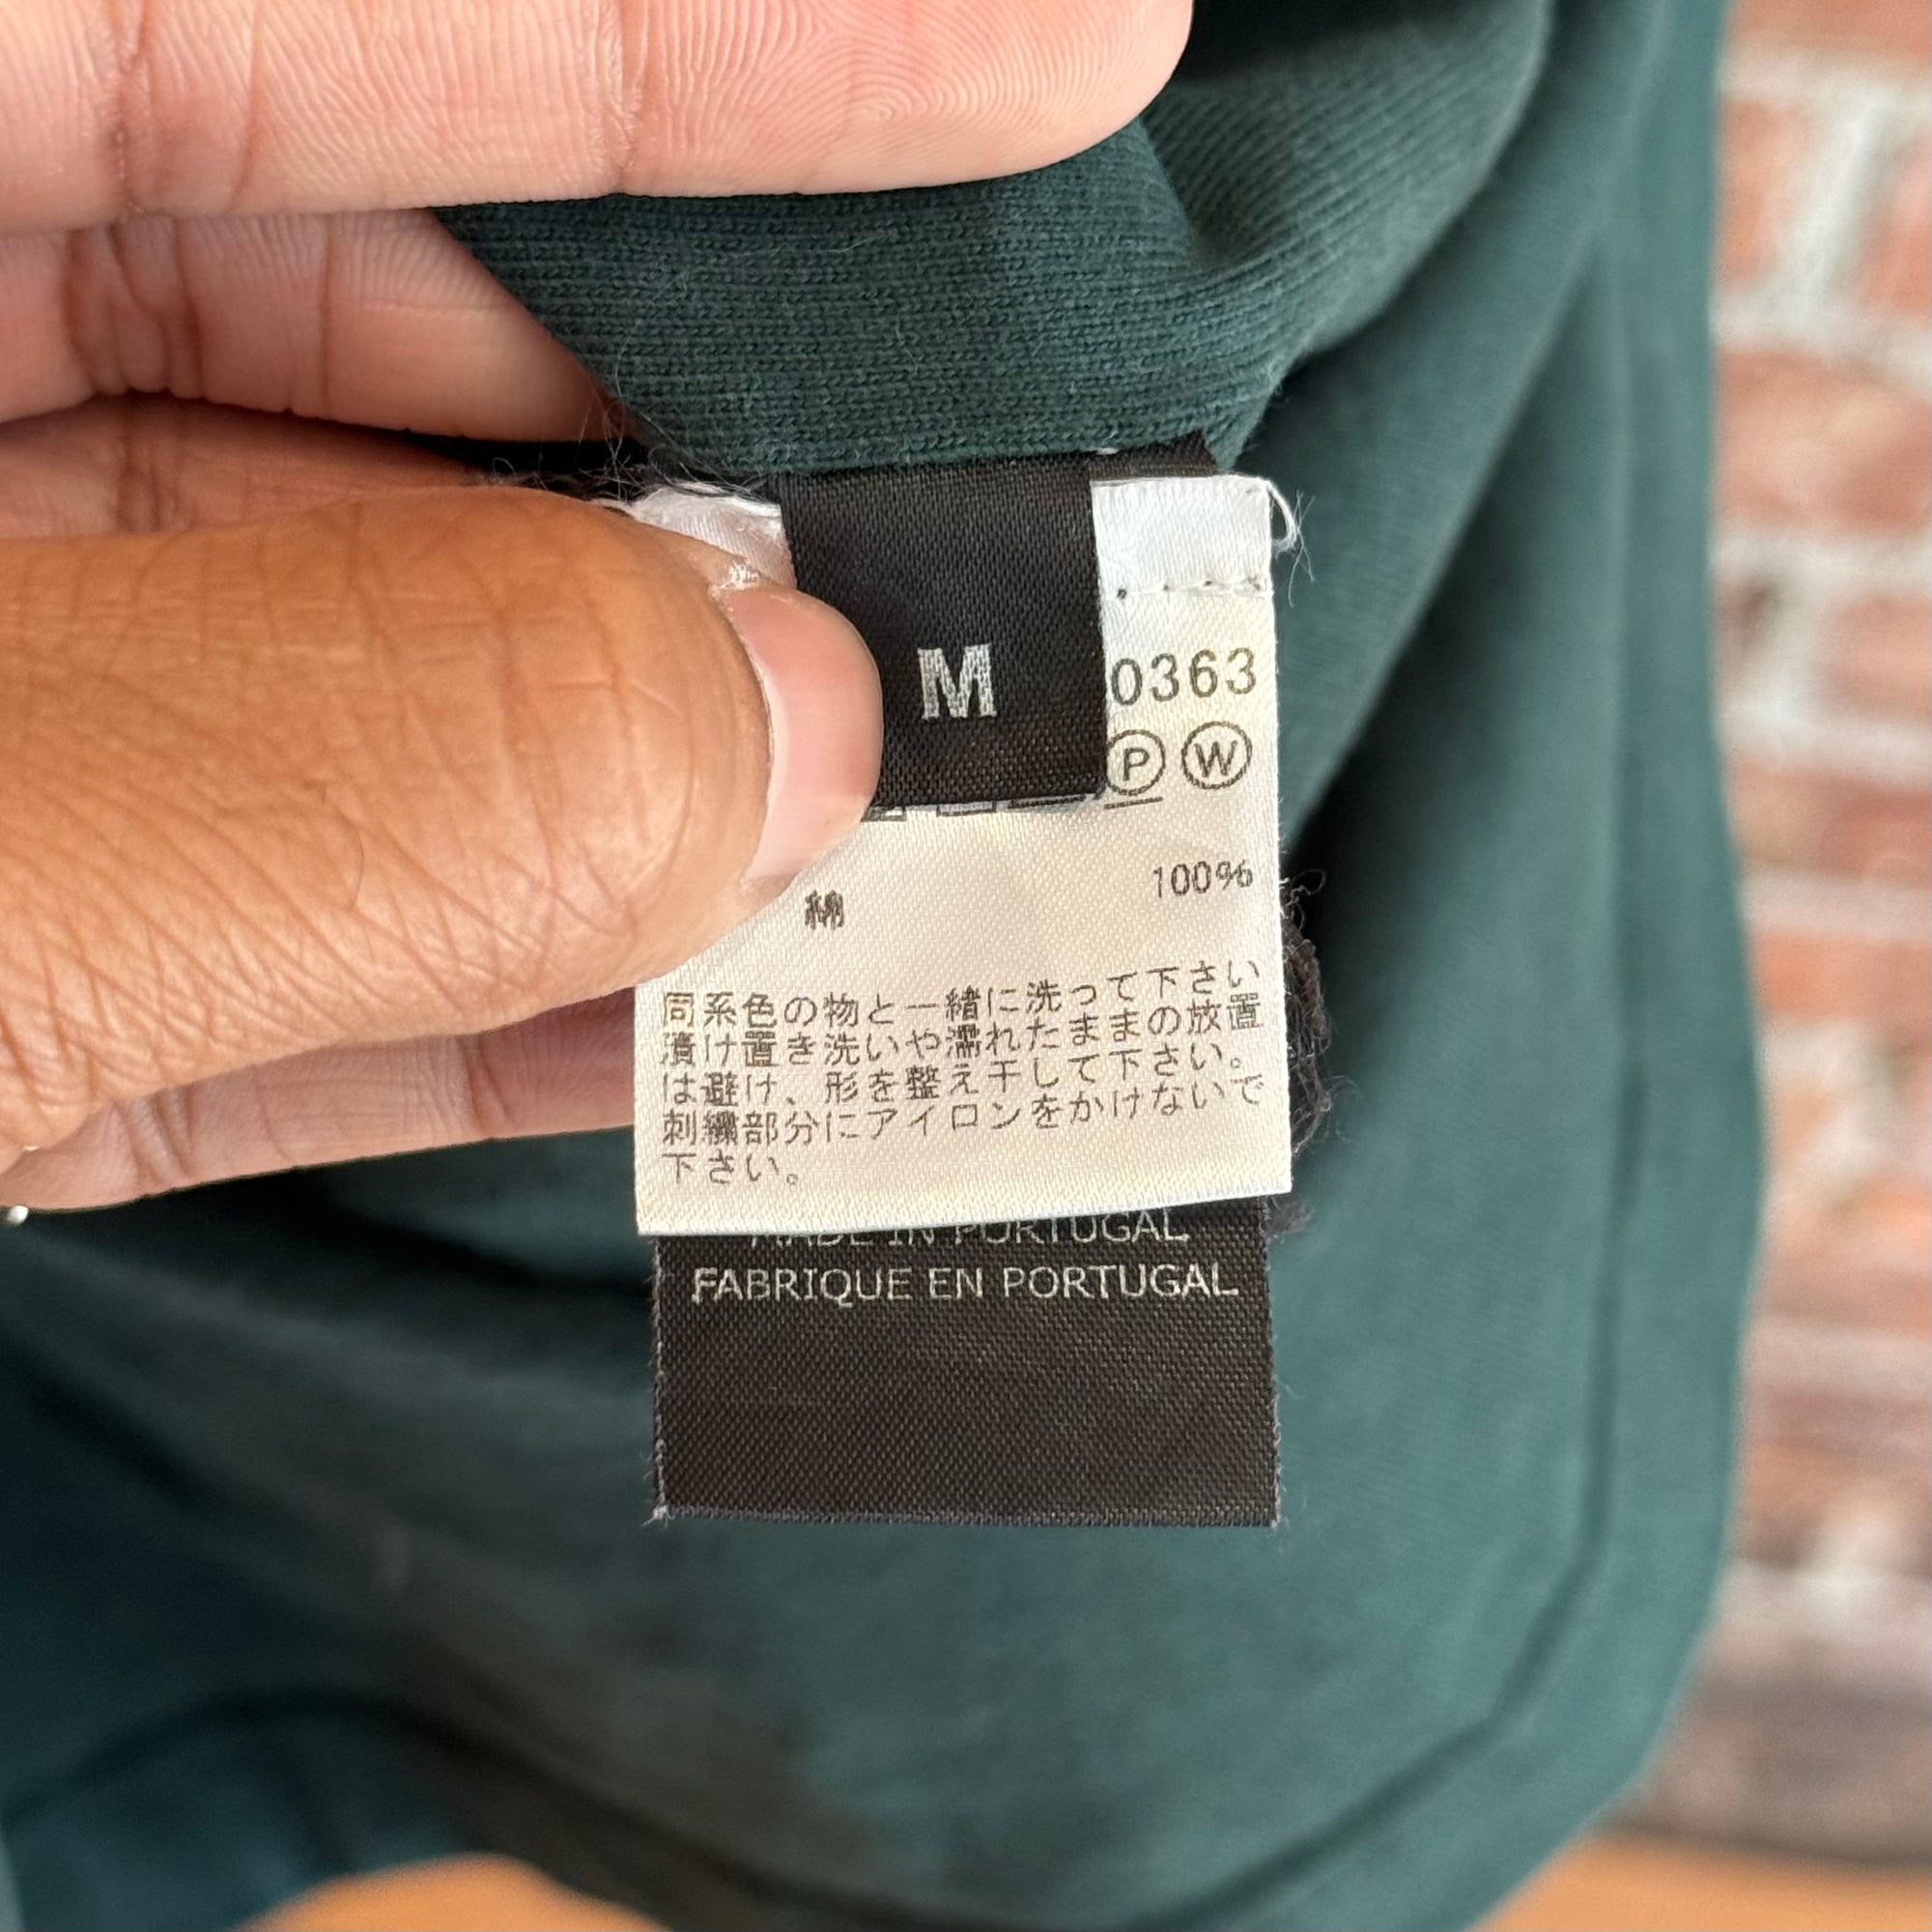 M
0363
P W
綿 100%
同系色の物と一緒に洗って下さい
漬け置き洗いや濡れたままの放置
は避け、形を整え干して下さい。
刺繍部分にアイロンをかけないで
下さい。
MADE IN PORTUGAL
FABRIQUE EN PORTUGAL